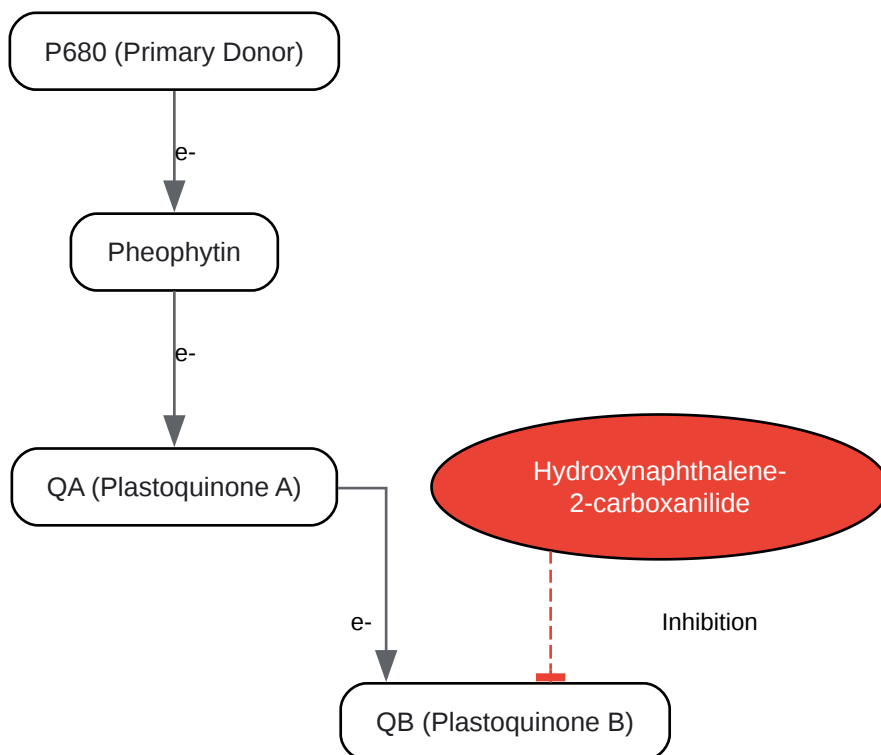 P680 (Primary Donor)
e-
Pheophytin
e-
QA (Plastoquinone A)
Hydroxynaphthalene-
2-carboxanilide
e-
Inhibition
QB (Plastoquinone B)